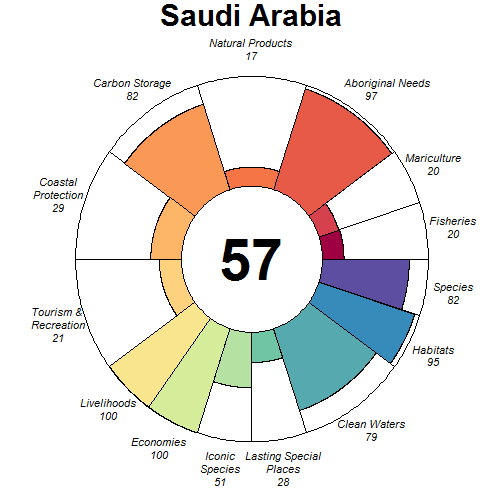 Saudi Arabia
Natural Products
17
Carbon Storage
82
Aboriginal Needs
97
Mariculture
20
Coastal
Protection
29
Fisheries
20
57
Species
82
Tourism &
Recreation
21
Habitats
95
Livelihoods
100
Clean Waters
79
Economies
100
Iconic
Species
51
Lasting Special
Places
28